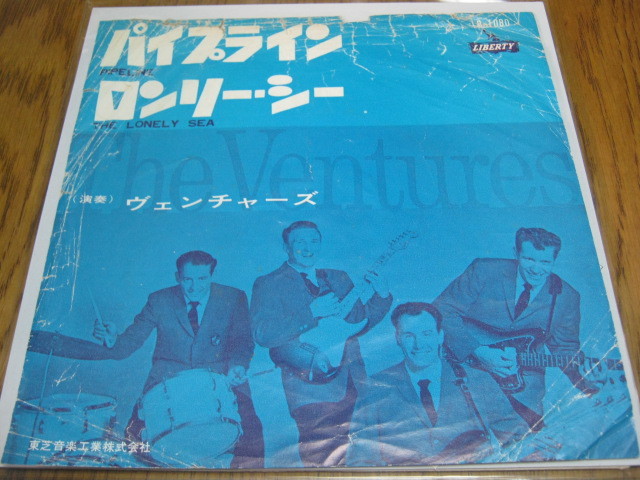 パイプライン
PIPELINE
LIBERTY
ロンリー・シー
THE LONELY SEA
The Ventures
(演奏) ヴェンチャーズ
東芝音楽工業株式会社